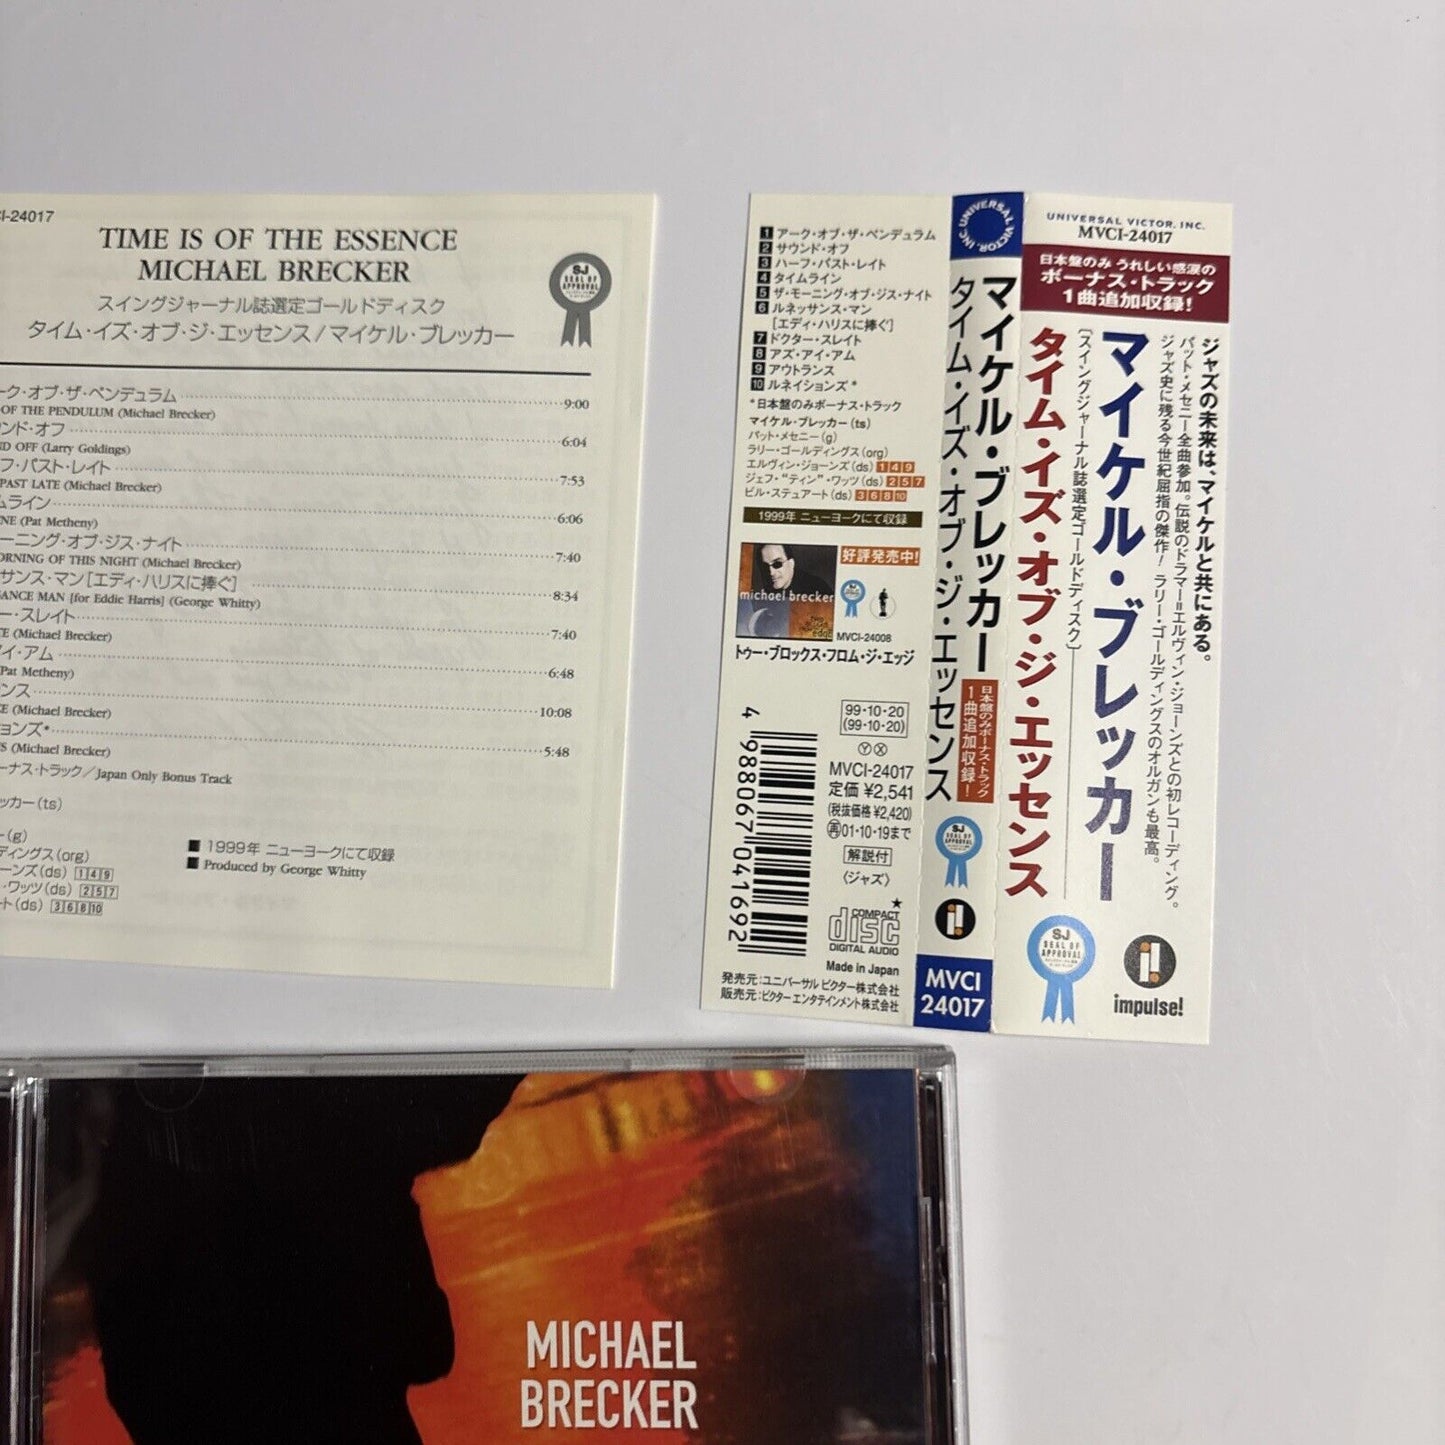 CI-24017
TIME IS OF THE ESSENCE
MICHAEL BRECKER
スイングジャーナル誌選定ゴールドディスク
タイム・イズ・オブ・ジ・エッセンス/マイケル・ブレッカー
SJ
SEAL OF
APPROVAL
ーク・オブ・ザ・ペンデュラム 9:00
OF THE PENDULUM (Michael Brecker)
ンド・オフ 6:04
ND OFF (Larry Goldings)
フ・パスト・レイト 7:53
PAST LATE (Michael Brecker)
ムライン 6:06
NE (Pat Metheny)
ーニング・オブ・ジス・ナイト 7:40
ORNING OF THIS NIGHT (Michael Brecker)
サンス・マン[エディ・ハリスに捧ぐ] 8:34
SANCE MAN [for Eddie Harris] (George Whitty)
ー・スレイト 7:40
TE (Michael Brecker)
イ・アム 6:48
Pat Metheny)
ンス 10:08
CE (Michael Brecker)
ョンズ* 5:48
S (Michael Brecker)
ーナス・トラック/Japan Only Bonus Track
ッカー(ts)
ー(g)
ディングス(org)
ーンズ(ds) 1 4 9
・ワッツ(ds) 2 5 7
ート(ds) 3 6 8 10
■ 1999年 ニューヨークにて収録
■ Produced by George Whitty
1 アーク・オブ・ザ・ペンデュラム
2 サウンド・オフ
3 ハーフ・パスト・レイト
4 タイムライン
5 ザ・モーニング・オブ・ジス・ナイト
6 ルネッサンス・マン
[エディ・ハリスに捧ぐ]
7 ドクター・スレイト
8 アズ・アイ・アム
9 アウトランス
10 ルネイションズ*
*日本盤のみボーナス・トラック
マイケル・ブレッカー(ts)
パット・メセニー(g)
ラリー・ゴールディングス(org)
エルヴィン・ジョーンズ(ds) 1 4 9
ジェフ・“ティン”・ワッツ(ds) 2 5 7
ビル・ステュアート(ds) 3 6 8 10
1999年 ニューヨークにて収録
好評発売中!
michael brecker
MVCI-24008
トゥー・ブロックス・フロム・ジ・エッジ
4 988067 041692
99・10・20
(99・10・20)
Ⓨ Ⓧ
MVCI-24017
定価 ¥2,541
(税抜価格 ¥2,420)
再01・10・19まで
解説付
〈ジャズ〉
★
COMPACT
disc
DIGITAL AUDIO
Made in Japan
発売元:ユニバーサル ビクター株式会社
販売元:ビクター エンタテインメント株式会社
UNIVERSAL VICTOR, INC.
マイケル・ブレッカー
タイム・イズ・オブ・ジ・エッセンス
日本盤のみボーナス・トラック
1曲追加収録!
SJ
SEAL OF
APPROVAL
MVCI
24017
UNIVERSAL VICTOR, INC.
MVCI-24017
日本盤のみ うれしい感涙の
ボーナス・トラック
1曲追加収録!
ジャズの未来は、マイケルと共にある。
パット・メセニー全曲参加。伝説のドラマー=エルヴィン・ジョーンズとの初レコーディング。
ジャズ史に残る今世紀屈指の傑作! ラリー・ゴールディングスのオルガンも最高。
マイケル・ブレッカー
〔スイングジャーナル誌選定ゴールドディスク〕
タイム・イズ・オブ・ジ・エッセンス
SJ
SEAL OF
APPROVAL
impulse!
MICHAEL
BRECKER